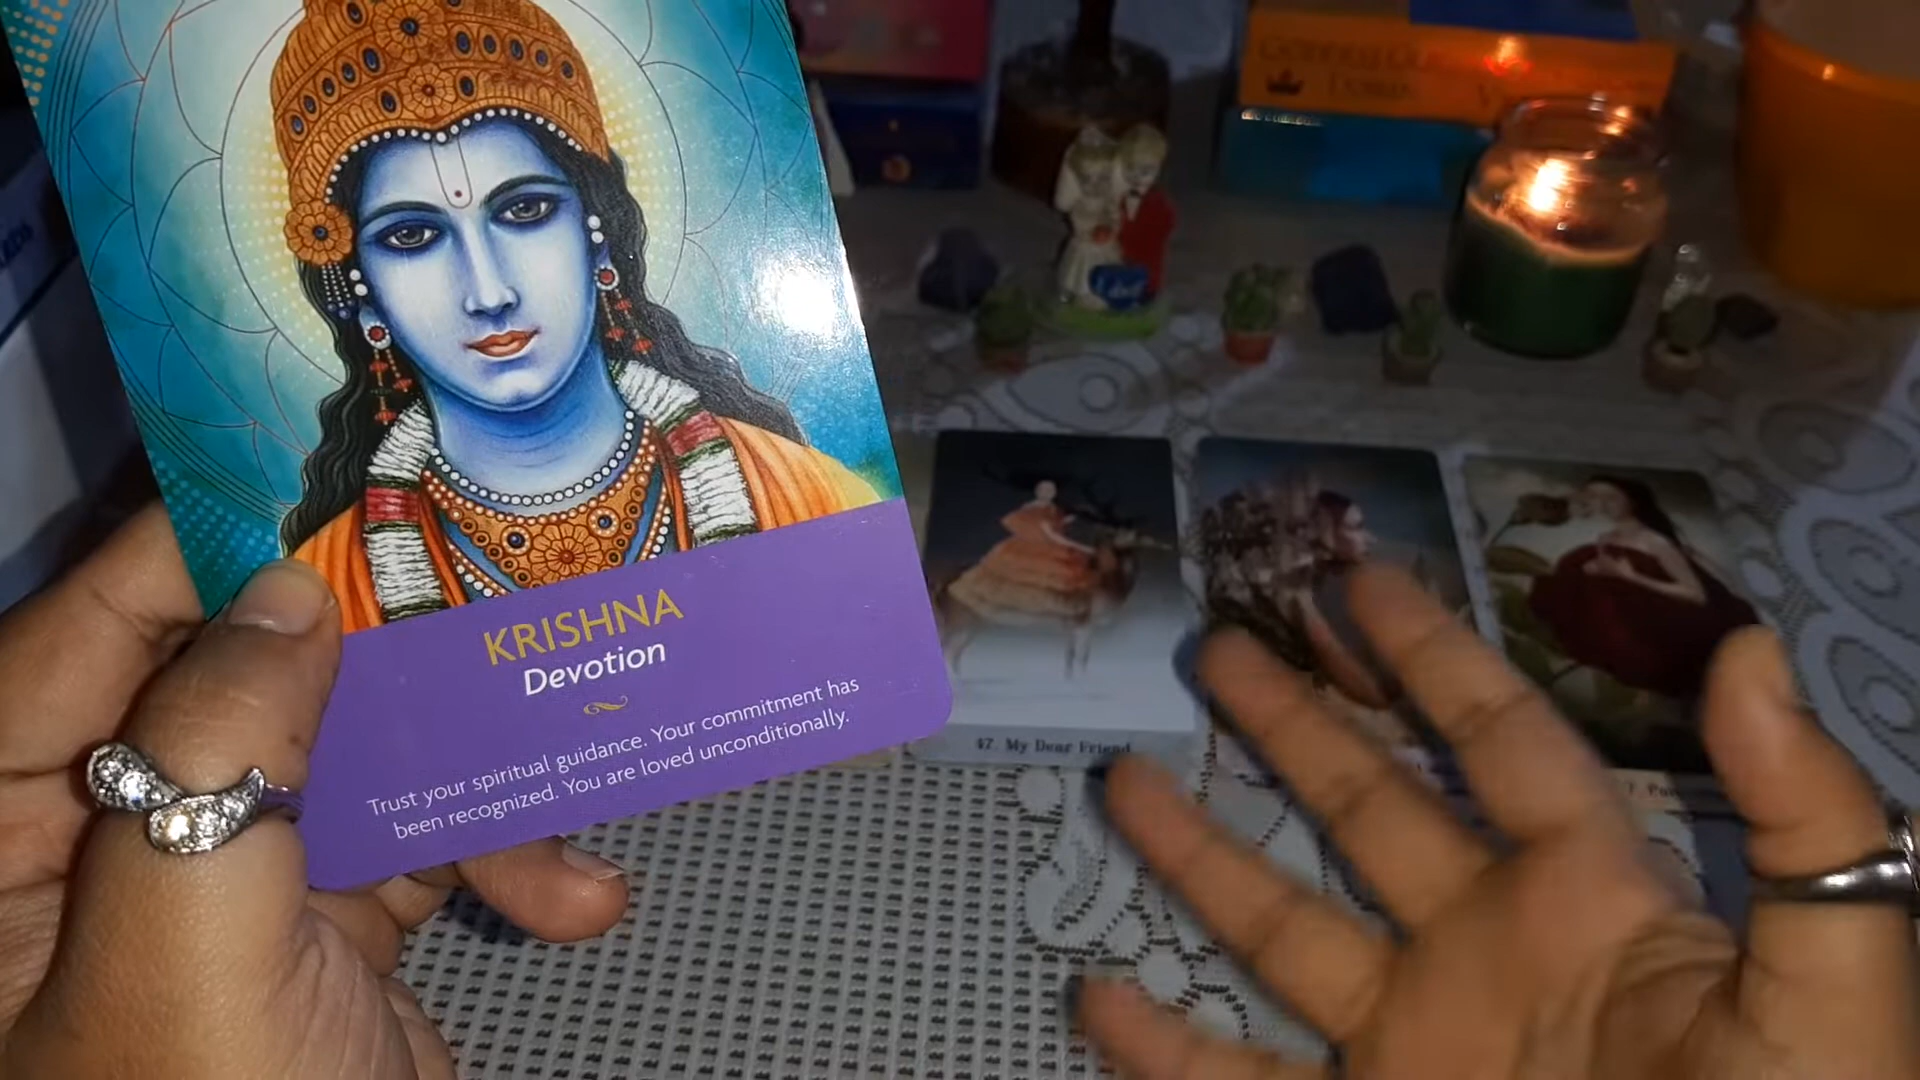 KRISHNA
Devotion
Trust your spiritual guidance. Your commitment has
been recognized. You are loved unconditionally.
47. My Dear Friend